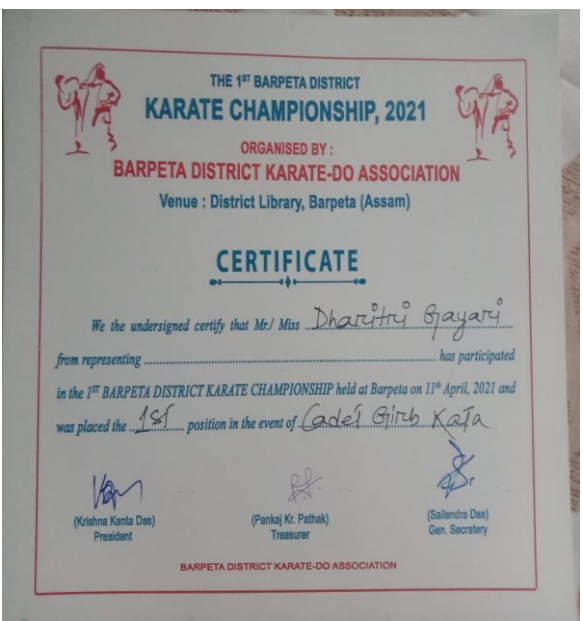 THE 1ST BARPETA DISTRICT
KARATE CHAMPIONSHIP, 2021
ORGANISED BY :
BARPETA DISTRICT KARATE-DO ASSOCIATION
Venue : District Library, Barpeta (Assam)
CERTIFICATE
We the undersigned certify that Mr./ Miss Dharitri Gayari
from representing ........................ has participated
in the 1ST BARPETA DISTRICT KARATE CHAMPIONSHIP held at Barpeta on 11th April, 2021 and
was placed the 1st position in the event of Cadet Girls Kata
(Krishna Kanta Das) (Pankaj Kr. Pathak) (Sailendra Das)
President Treasurer Gen. Secratery
BARPETA DISTRICT KARATE-DO ASSOCIATION